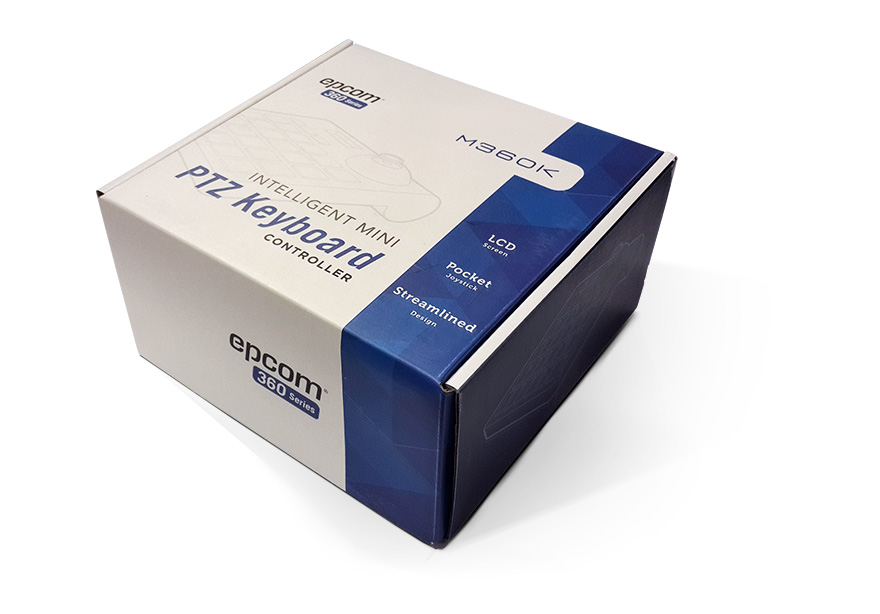 epcom
360 Series
M360K
INTELLIGENT MINI
PTZ Keyboard
CONTROLLER
LCD
Screen
Pocket
Joystick
Streamlined
Design
epcom®
360 Series